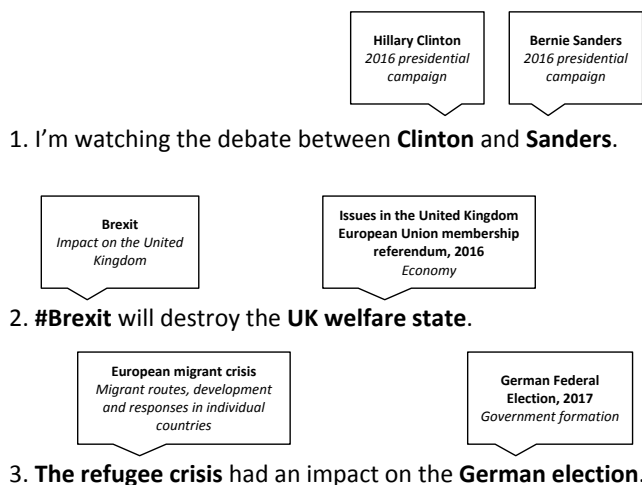 Hillary Clinton
2016 presidential
campaign
Bernie Sanders
2016 presidential
campaign
1. I'm watching the debate between Clinton and Sanders.
Brexit
Impact on the United
Kingdom
Issues in the United Kingdom
European Union membership
referendum, 2016
Economy
2. #Brexit will destroy the UK welfare state.
European migrant crisis
Migrant routes, development
and responses in individual
countries
German Federal
Election, 2017
Government formation
3. The refugee crisis had an impact on the German election.